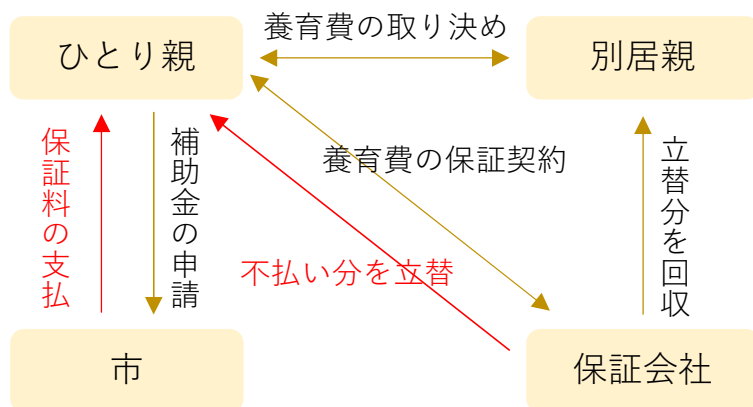 養育費の取り決め
ひとり親
別居親
保証料の支払
補助金の申請
養育費の保証契約
立替分を回収
不払い分を立替
市
保証会社